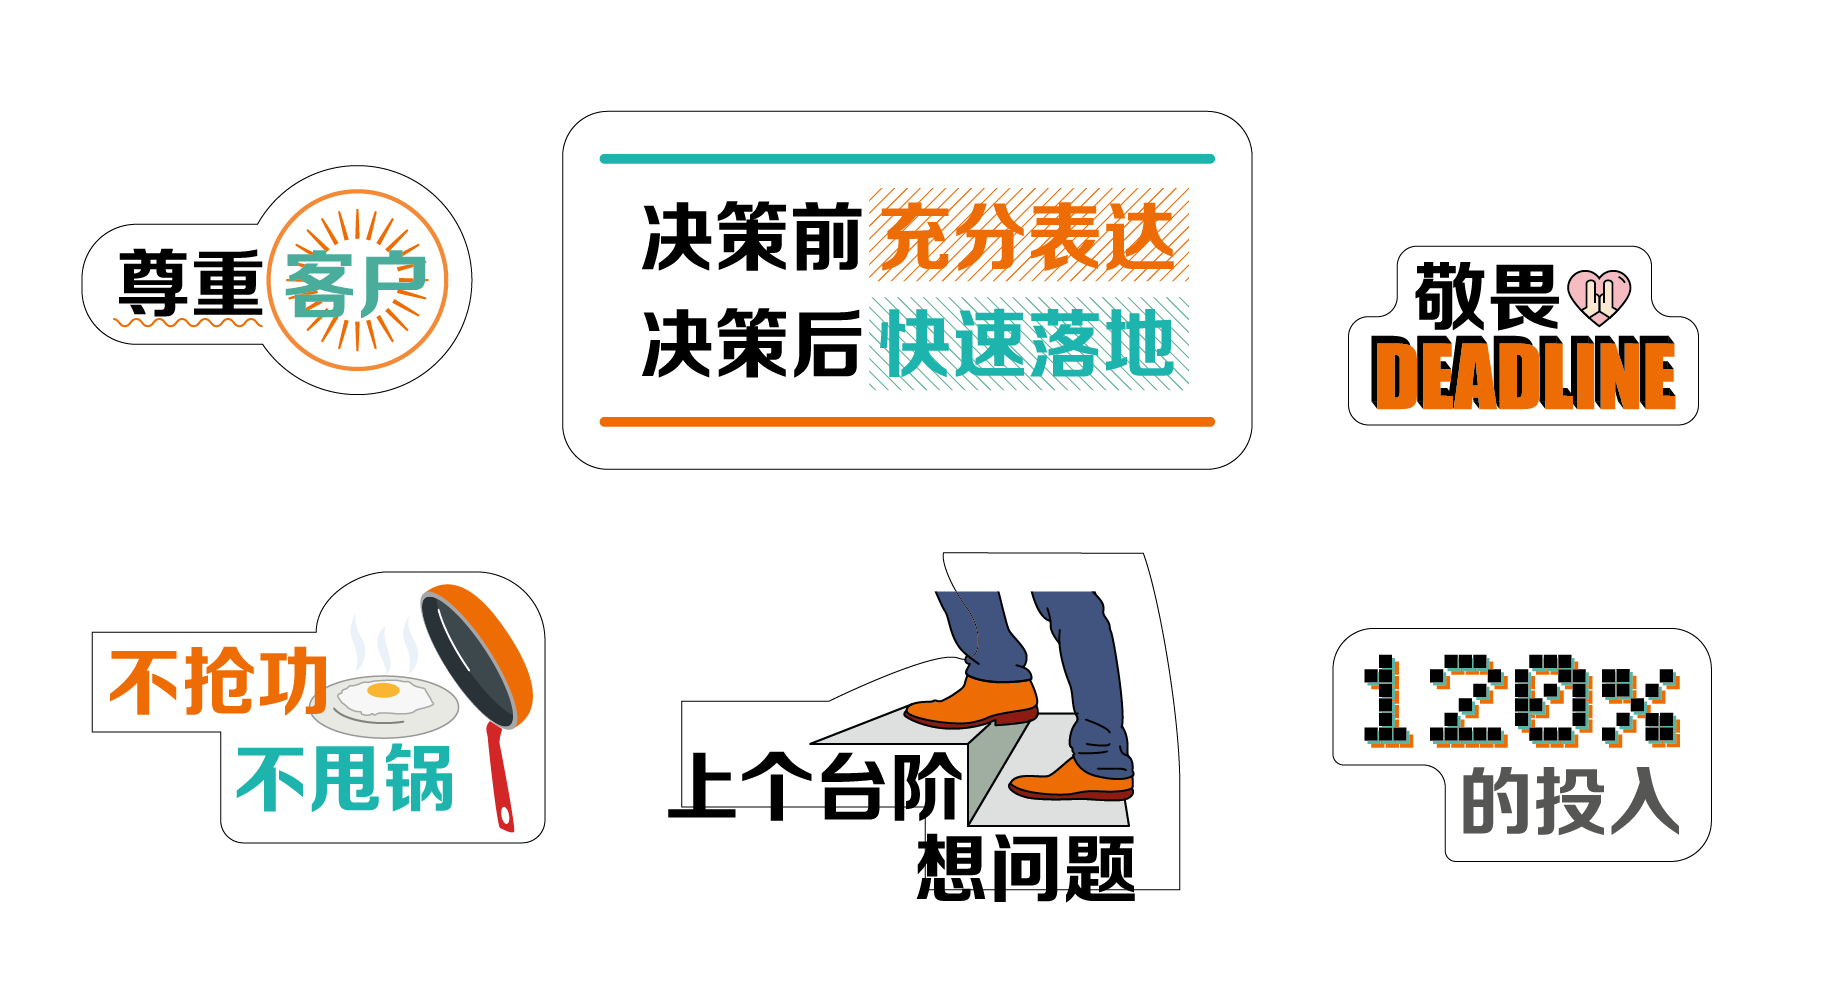 尊重客户
决策前充分表达
决策后快速落地
敬畏
DEADLINE
不抢功
不甩锅
上个台阶
想问题
120%
的投入